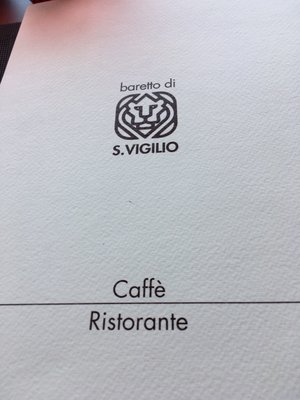 baretto di
S.VIGILIO
Caffè
Ristorante